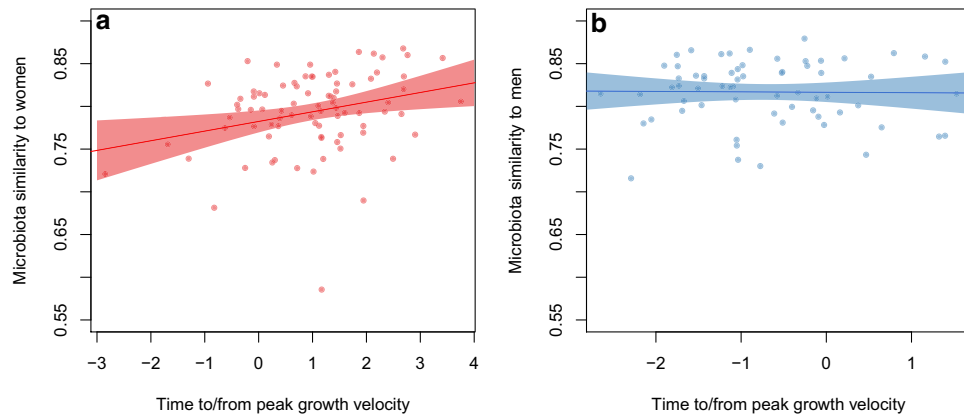 a
Microbiota similarity to women
0.85
0.75
0.65
0.55
−3 −2 −1 0 1 2 3 4
Time to/from peak growth velocity
b
Microbiota similarity to men
0.85
0.75
0.65
0.55
−2 −1 0 1
Time to/from peak growth velocity